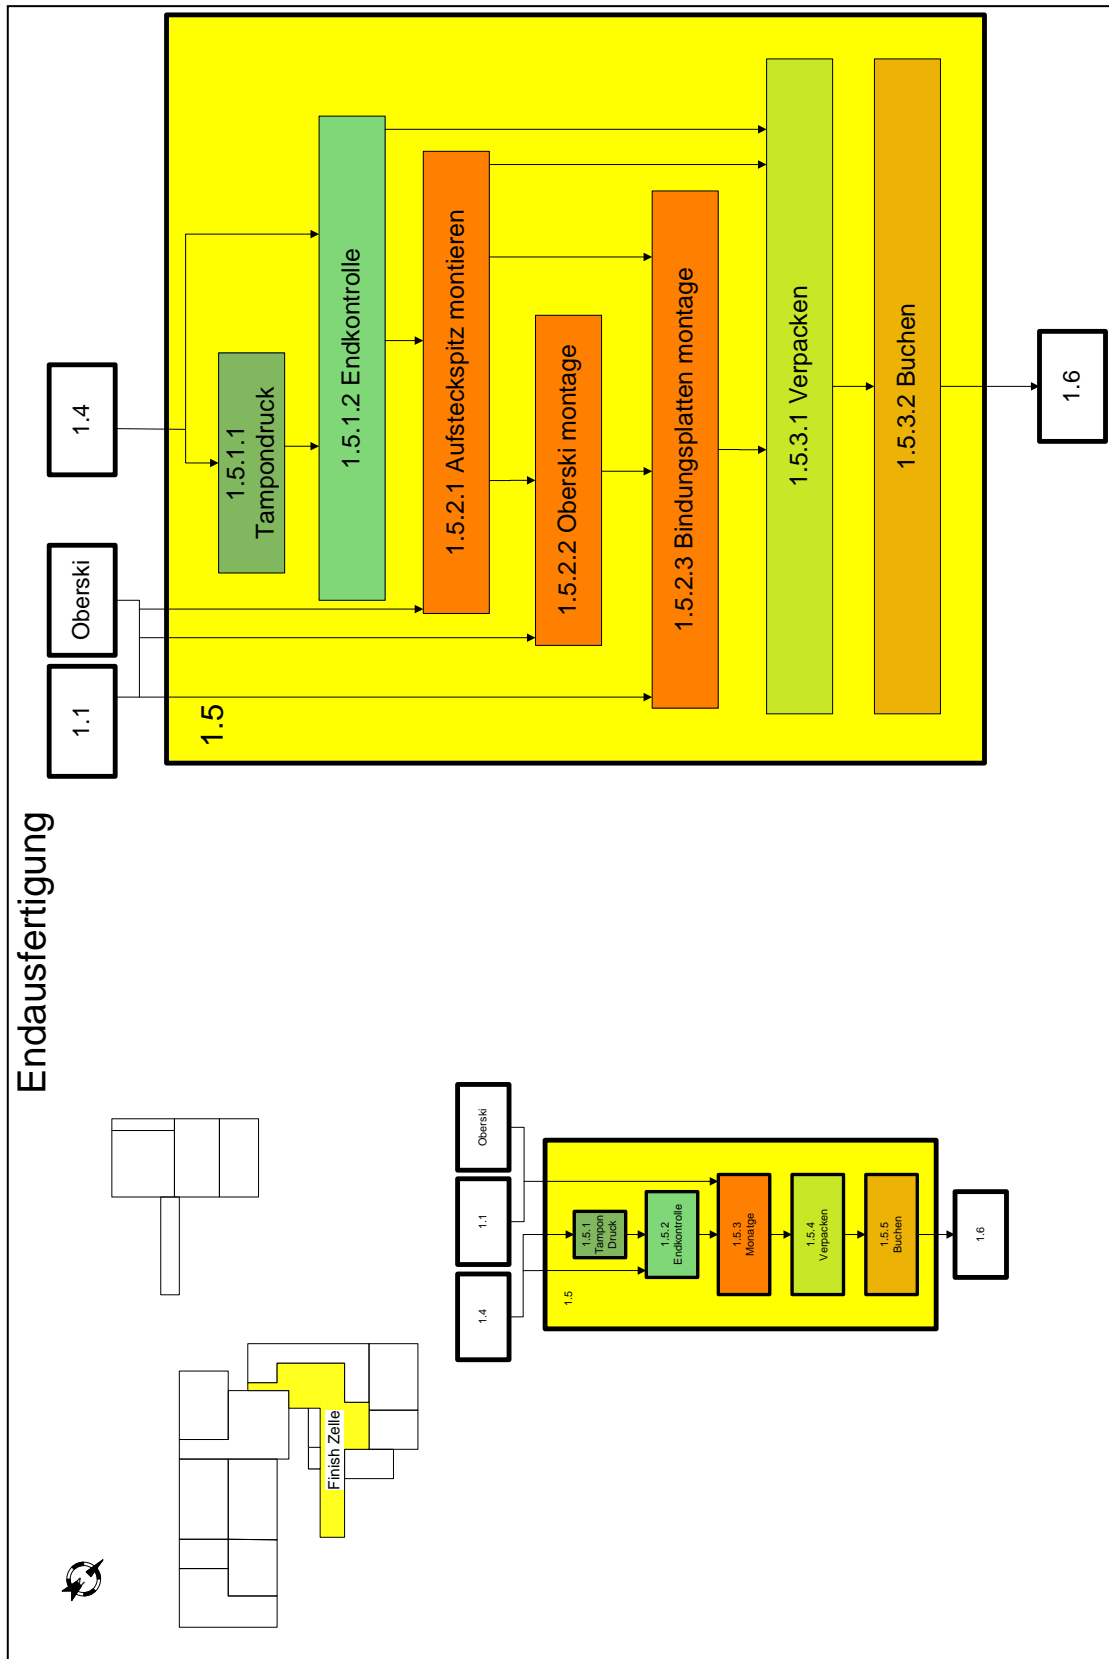 Endausfertigung
Finish Zelle
1.4
1.1
Oberski
1.5
1.5.1
Tampon
Druck
1.5.2
Endkontrolle
1.5.3
Monatge
1.5.4
Verpacken
1.5.5
Buchen
1.6
1.1
Oberski
1.4
1.5
1.5.1.1
Tampondruck
1.5.1.2 Endkontrolle
1.5.2.1 Aufsteckspitz montieren
1.5.2.2 Oberski montage
1.5.2.3 Bindungsplatten montage
1.5.3.1 Verpacken
1.5.3.2 Buchen
1.6